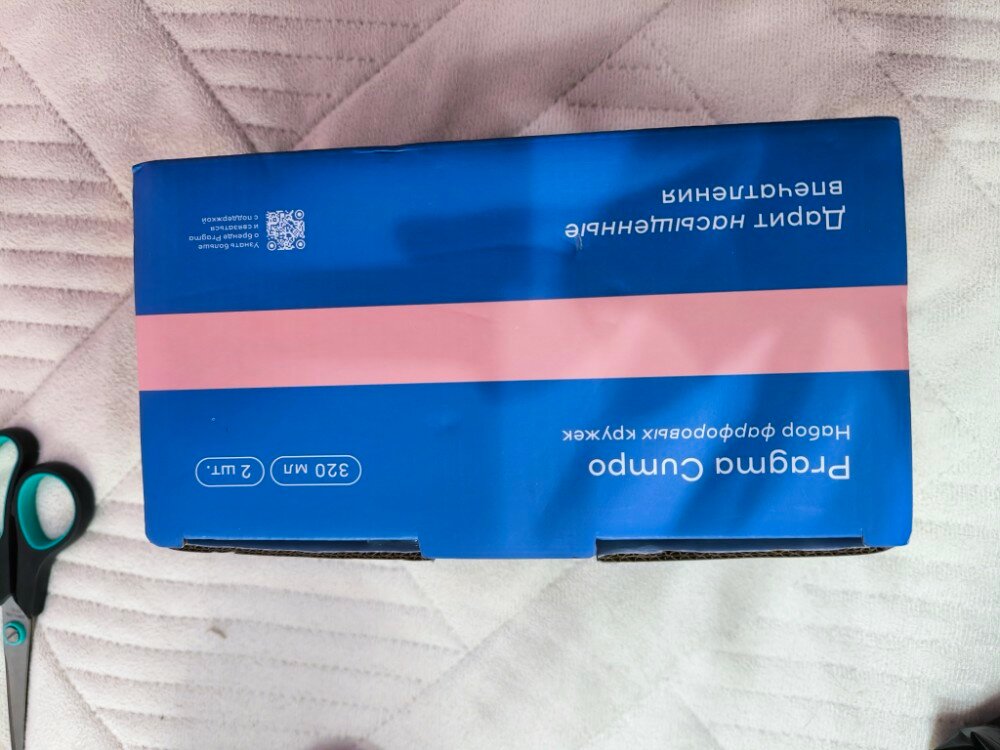 Pragma Cumpo
Набор фарфоровых кружек
320 мл
2 шт.
Дарит насыщенные
впечатления
Узнать больше
о бренде Pragma
и связаться
с поддержкой